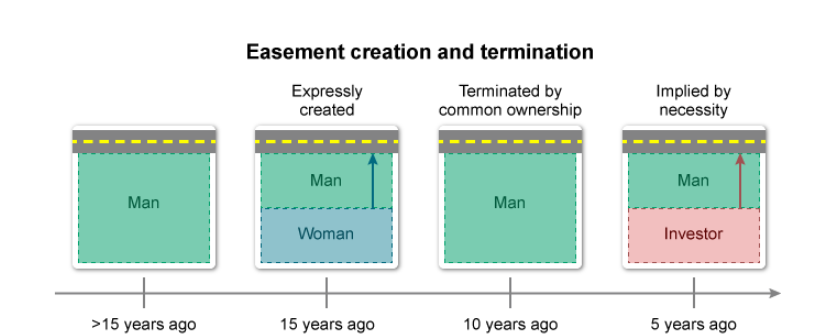 Easement creation and termination
Expressly
created
Terminated by
common ownership
Implied by
necessity
Man
Man
Woman
Man
Man
Investor
>15 years ago
15 years ago
10 years ago
5 years ago